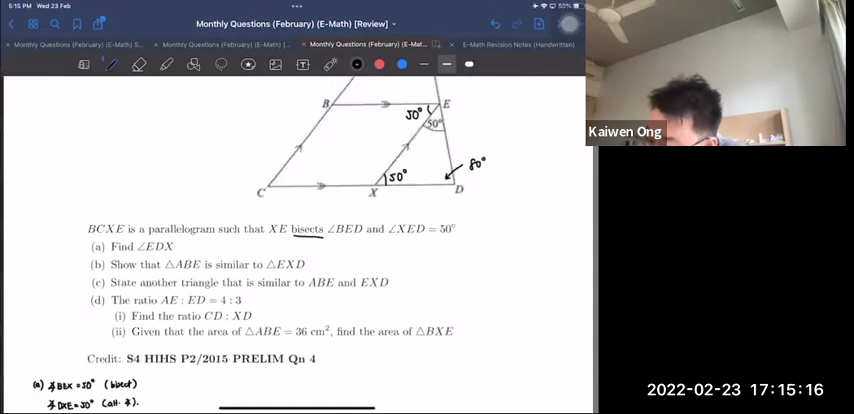 5:15 PM Wed 23 Feb
50%
Monthly Questions (February) (E-Math) [Review]
Monthly Questions (February) (E-Math) S...
Monthly Questions (February) (E-Math) [...
Monthly Questions (February) (E-Mat...
E-Math Revision Notes (Handwritten)
Kaiwen Ong
B
E
50°
50°
80°
50°
C
X
D
BCXE is a parallelogram such that XE bisects ∠BED and ∠XED = 50°
(a) Find ∠EDX
(b) Show that △ABE is similar to △EXD
(c) State another triangle that is similar to ABE and EXD
(d) The ratio AE : ED = 4 : 3
(i) Find the ratio CD : XD
(ii) Given that the area of △ABE = 36 cm², find the area of △BXE
Credit: S4 HIHS P2/2015 PRELIM Qn 4
(a) ∡BEX = 50° (bisect)
∡DXE = 50° (alt. ∡).
2022-02-23 17:15:16